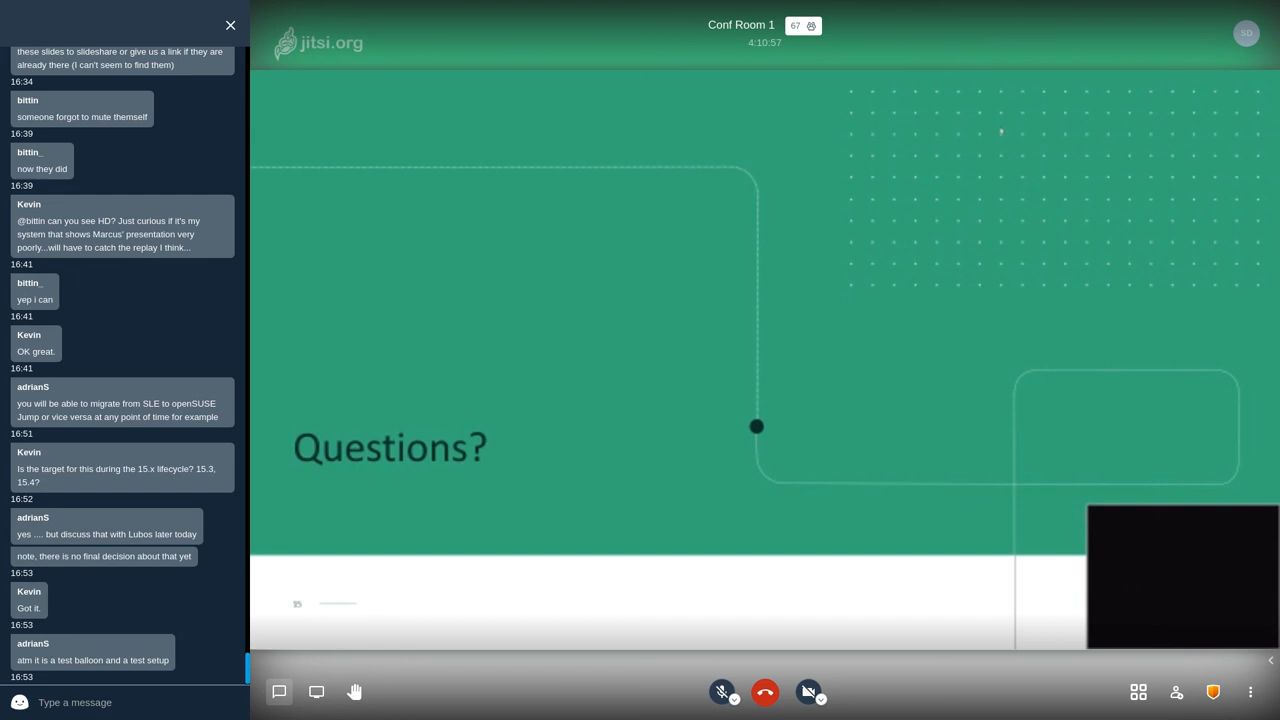 these slides to slideshare or give us a link if they are
already there (I can't seem to find them)
16:34
bittin
someone forgot to mute themself
16:39
bittin_
now they did
16:39
Kevin
@bittin can you see HD? Just curious if it's my
system that shows Marcus' presentation very
poorly...will have to catch the replay I think...
16:41
bittin_
yep i can
16:41
Kevin
OK great.
16:41
adrianS
you will be able to migrate from SLE to openSUSE
Jump or vice versa at any point of time for example
16:51
Kevin
Is the target for this during the 15.x lifecycle? 15.3,
15.4?
16:52
adrianS
yes .... but discuss that with Lubos later today
note, there is no final decision about that yet
16:53
Kevin
Got it.
16:53
adrianS
atm it is a test balloon and a test setup
16:53
Type a message
jitsi.org
Conf Room 1
67
4:10:57
SD
Questions?